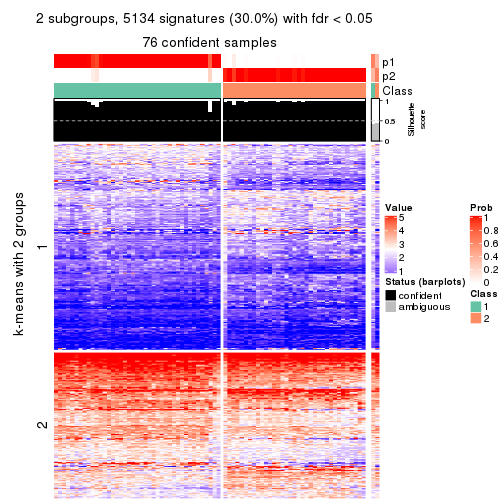 2 subgroups, 5134 signatures (30.0%) with fdr < 0.05
76 confident samples
p1
p2
Class
1
0.5
0
Silhouette
score
k-means with 2 groups
1
2
Value
5
4
3
2
1
Status (barplots)
confident
ambiguous
Prob
1
0.8
0.6
0.4
0.2
0
Class
1
2